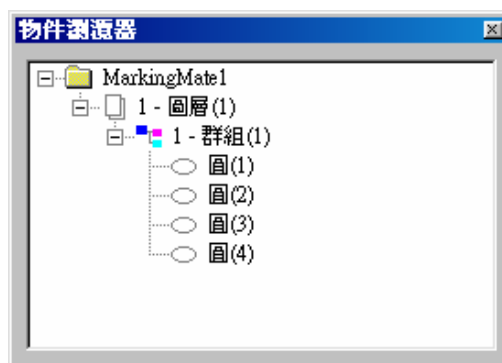 物件瀏覽器
MarkingMate1
1 - 圖層(1)
1 - 群組(1)
圓(1)
圓(2)
圓(3)
圓(4)